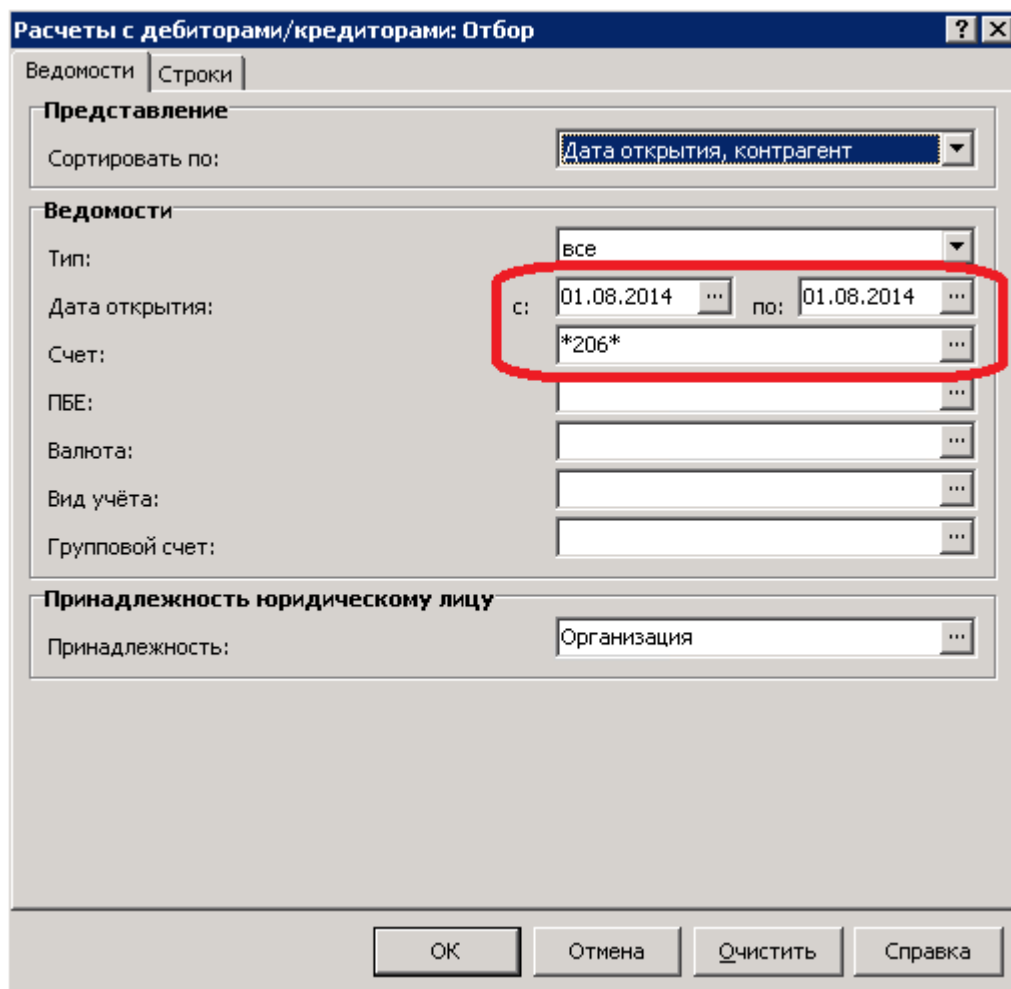 Расчеты с дебиторами/кредиторами: Отбор
Ведомости Строки
Представление
Сортировать по: Дата открытия, контрагент
Ведомости
Тип: все
Дата открытия: с: 01.08.2014 ... по: 01.08.2014 ...
Счет: *206* ...
ПБЕ: ...
Валюта: ...
Вид учёта: ...
Групповой счет: ...
Принадлежность юридическому лицу
Принадлежность: Организация ...
ОК Отмена Очистить Справка